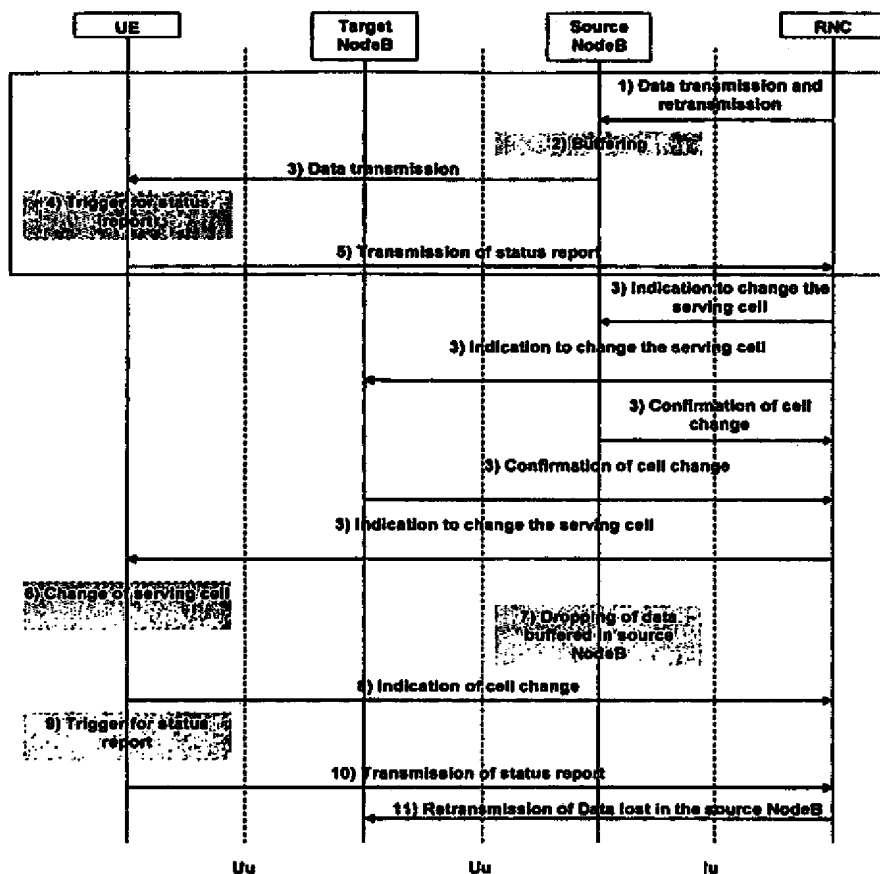 UE
Target
NodeB
Source
NodeB
RNC
1) Data transmission and
retransmission
2) Buffering
3) Data transmission
4) Trigger for status
report
5) Transmission of status report
3) Indication to change the
serving cell
3) Indication to change the serving cell
3) Confirmation of cell
change
3) Confirmation of cell change
3) Indication to change the serving cell
6) Change of serving cell
7) Dropping of data
buffered in source
NodeB
8) Indication of cell change
9) Trigger for status
report
10) Transmission of status report
11) Retransmission of Data lost in the source NodeB
Uu
Uu